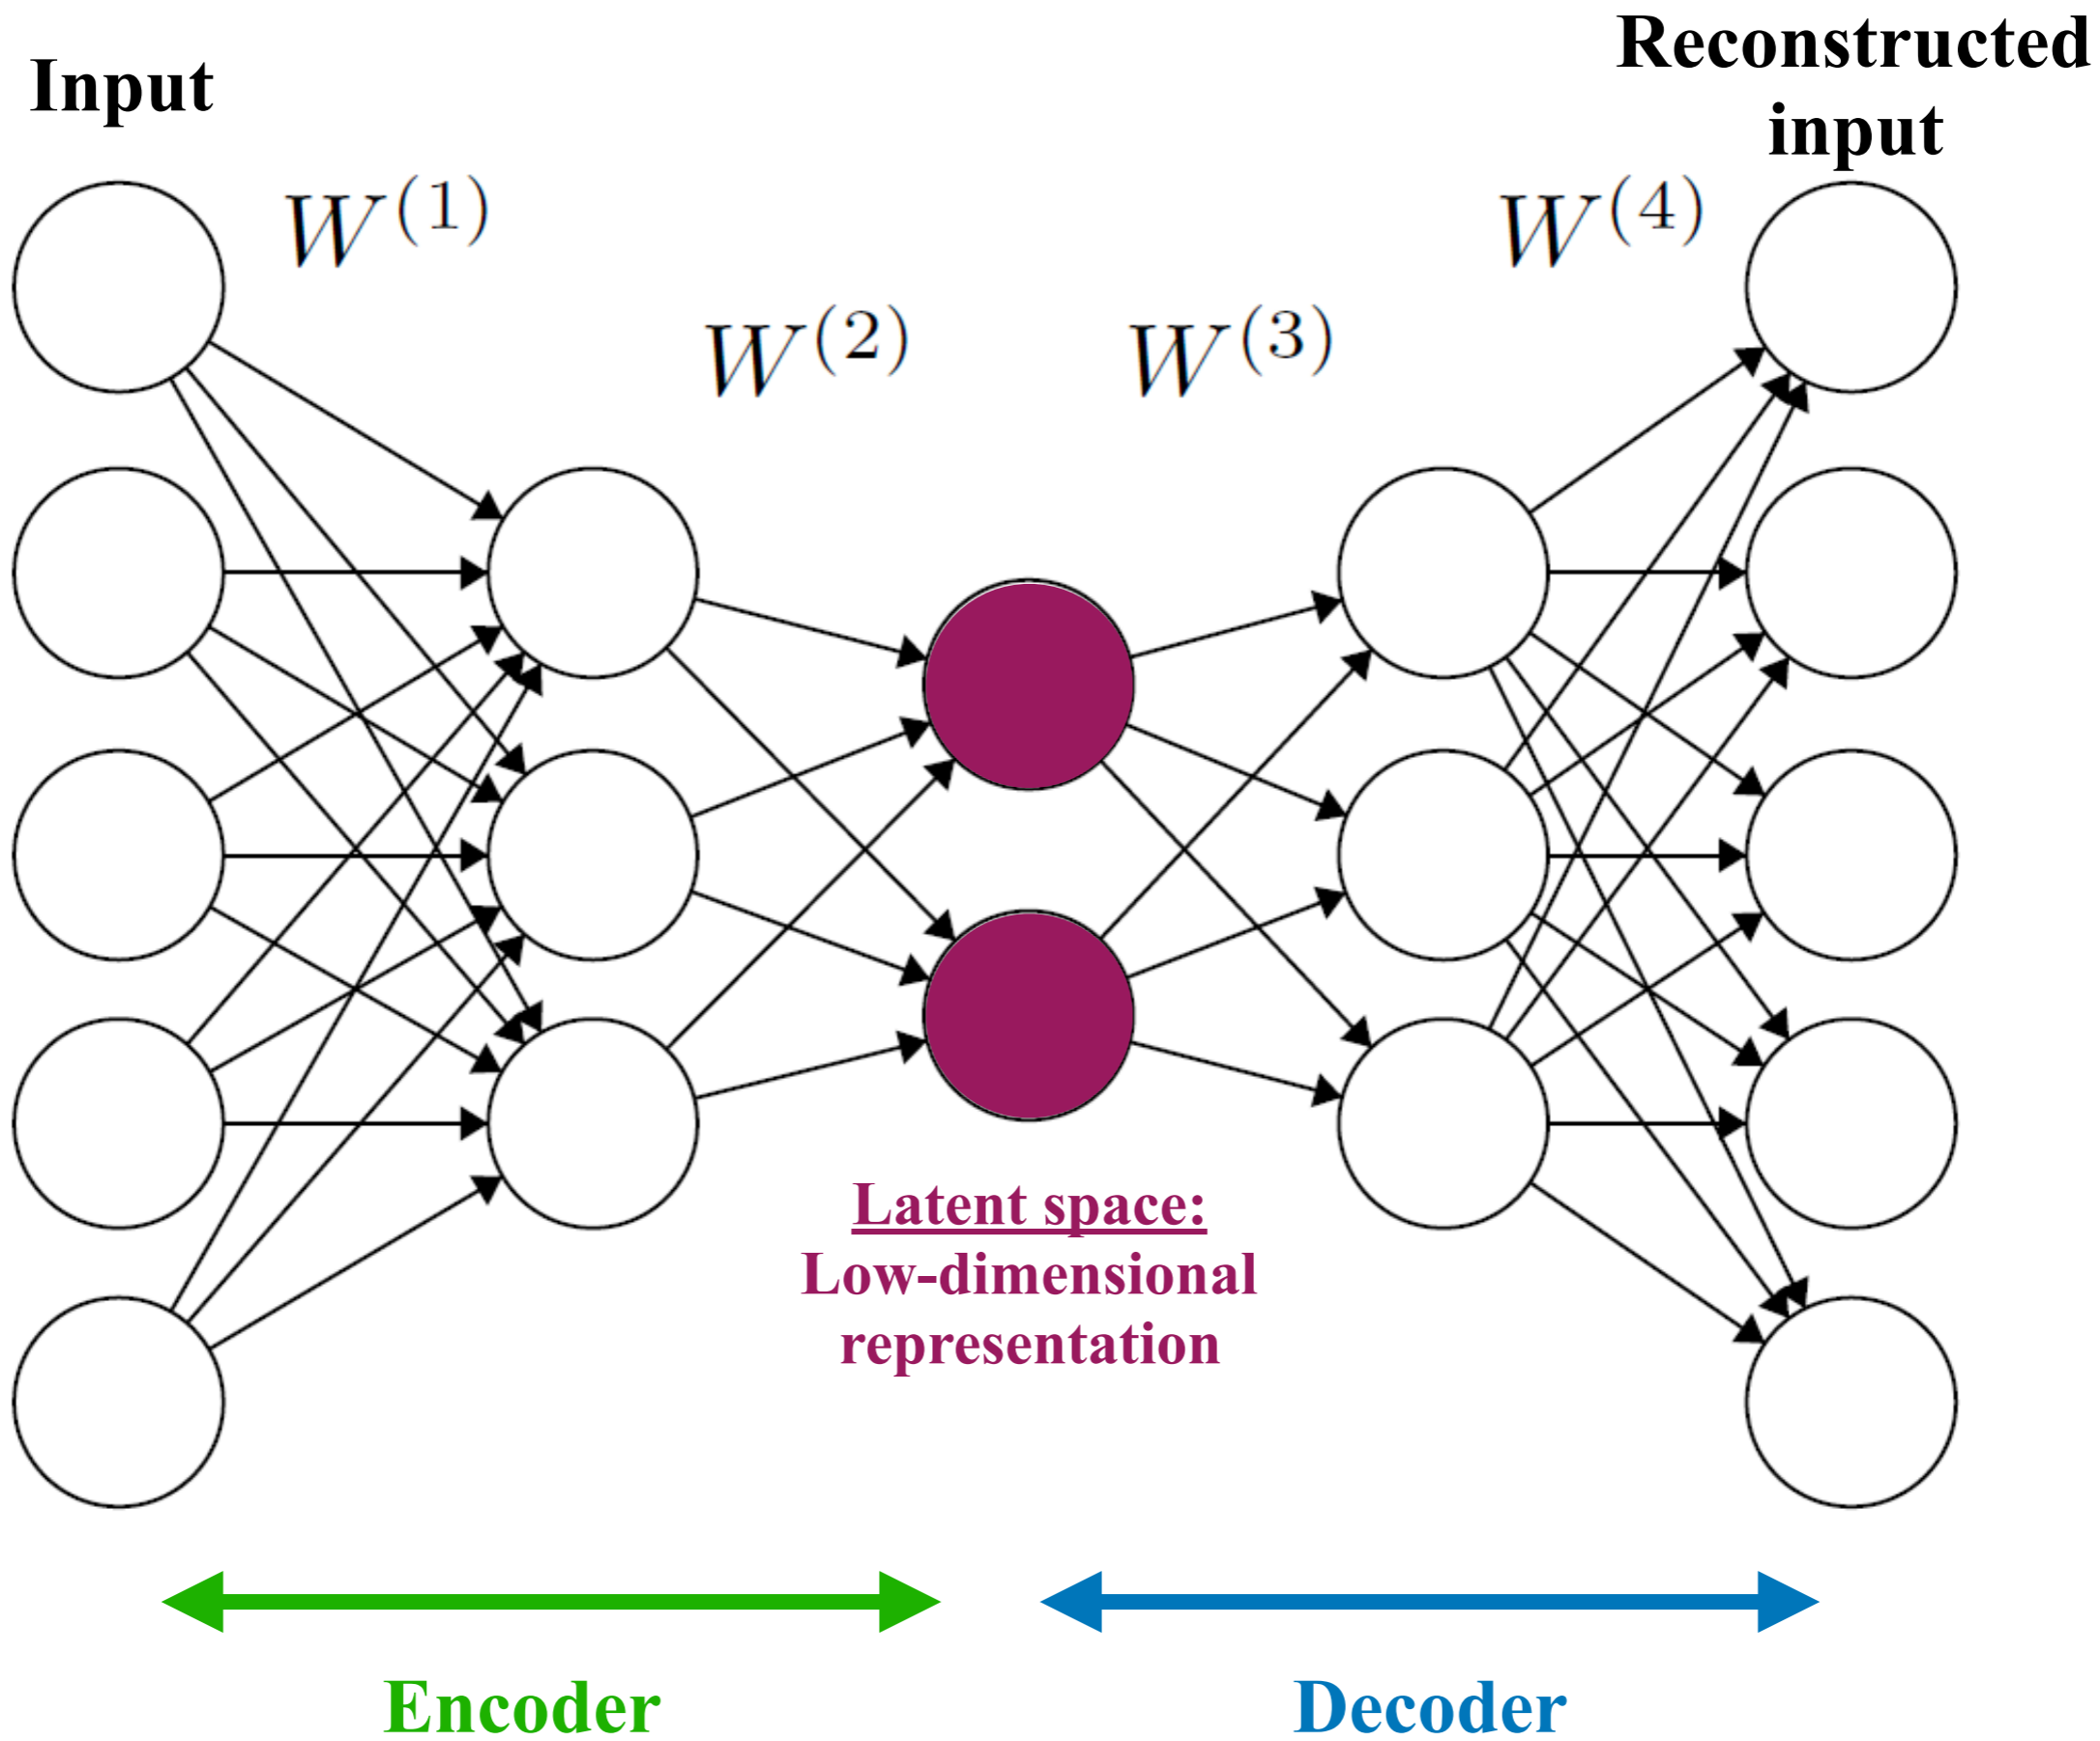 Input
Reconstructed
input
W^{(1)}
W^{(4)}
W^{(2)}
W^{(3)}
Latent space:
Low-dimensional
representation
Encoder
Decoder